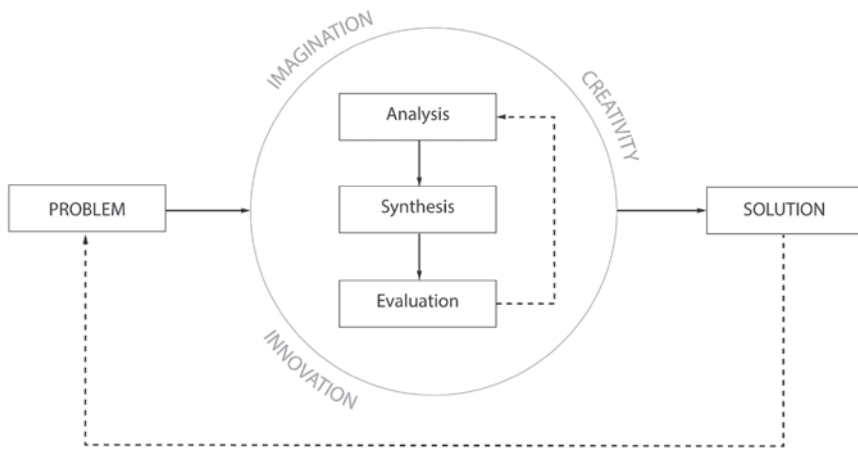 IMAGINATION
CREATIVITY
Analysis
PROBLEM
Synthesis
SOLUTION
Evaluation
INNOVATION